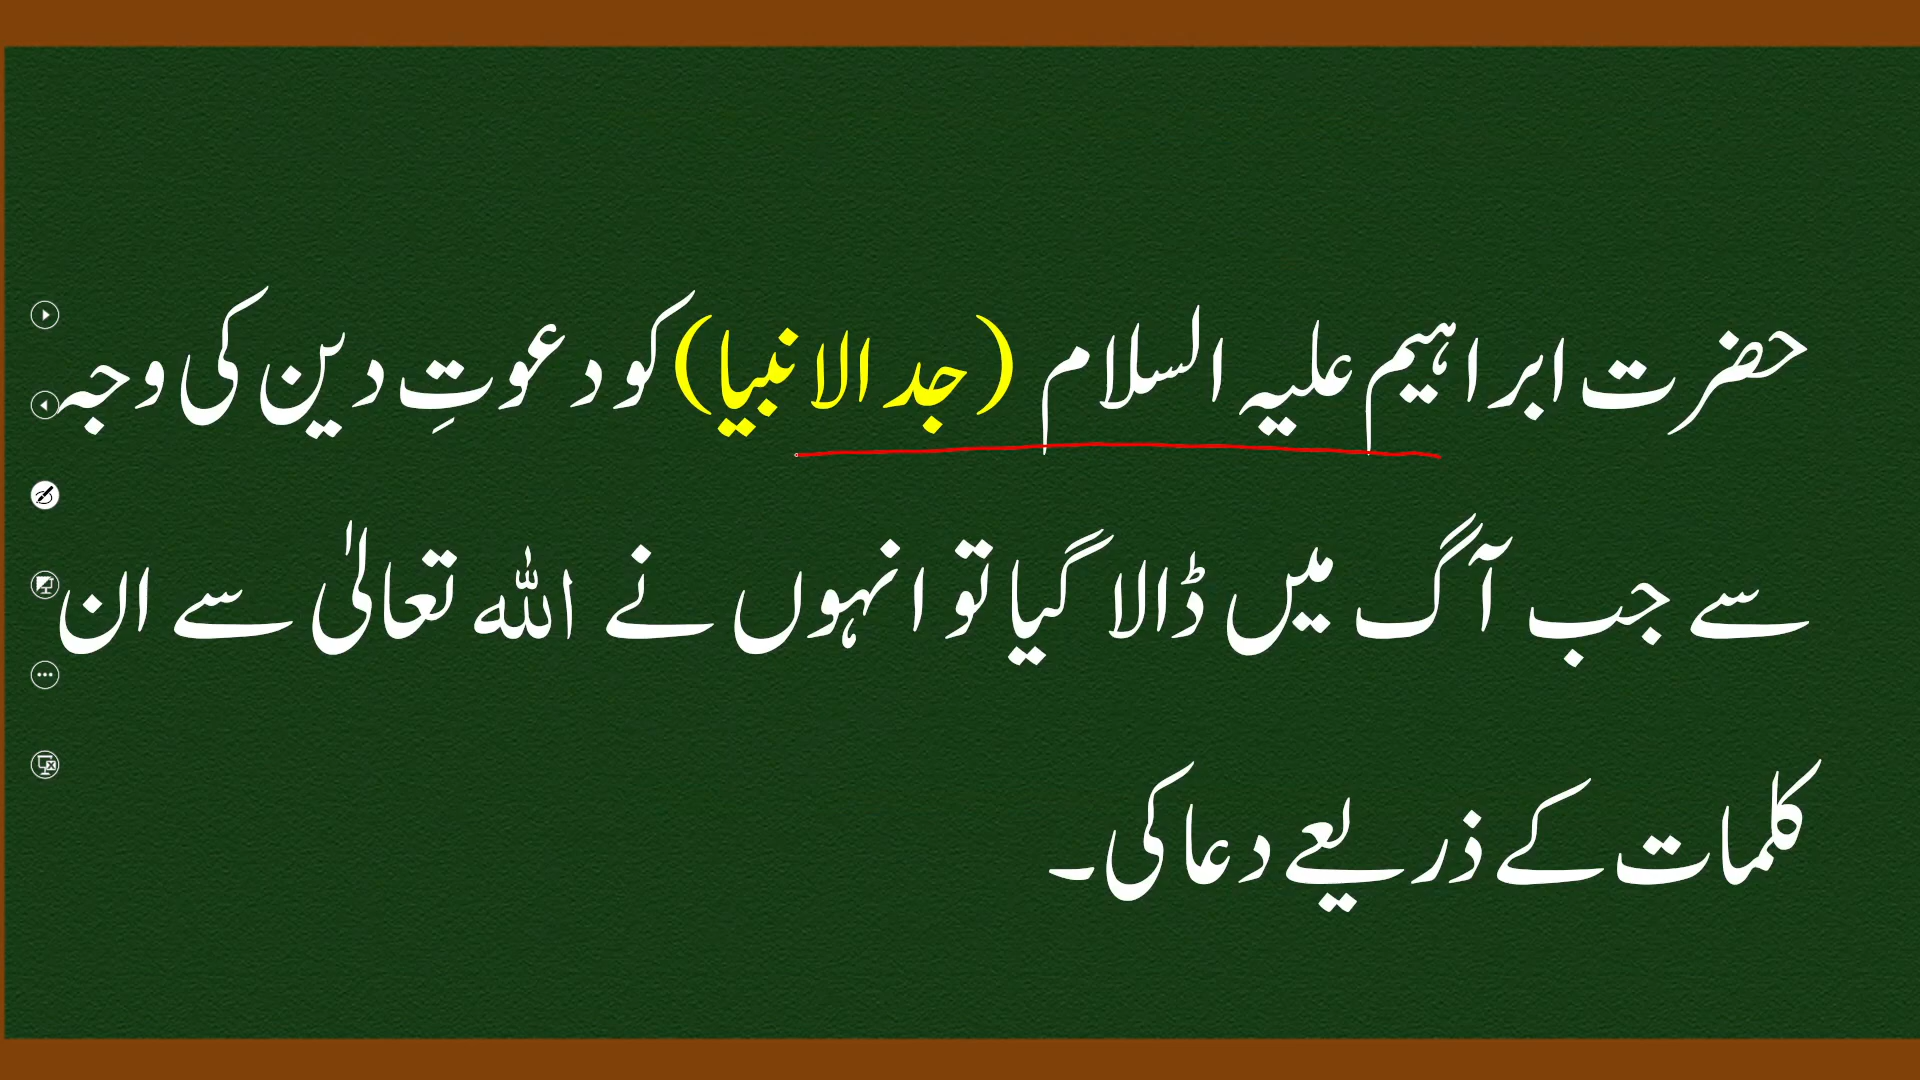 حضرت ابراہیم علیہ السلام (جد الانبیا) کو دعوتِ دین کی وجہ
سے جب آگ میں ڈالا گیا تو انہوں نے اللہ تعالیٰ سے ان
کلمات کے ذریعے دعا کی۔